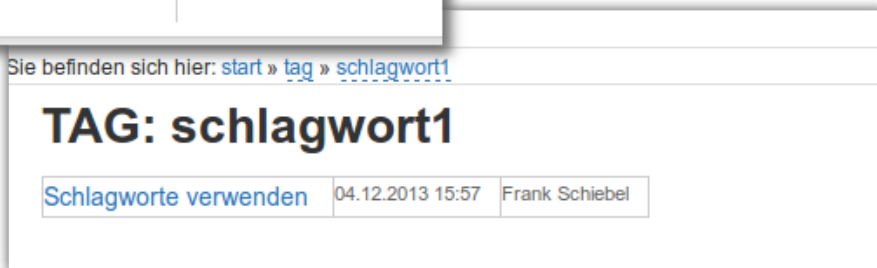 Sie befinden sich hier: start » tag » schlagwort1
TAG: schlagwort1
Schlagworte verwenden 04.12.2013 15:57 Frank Schiebel